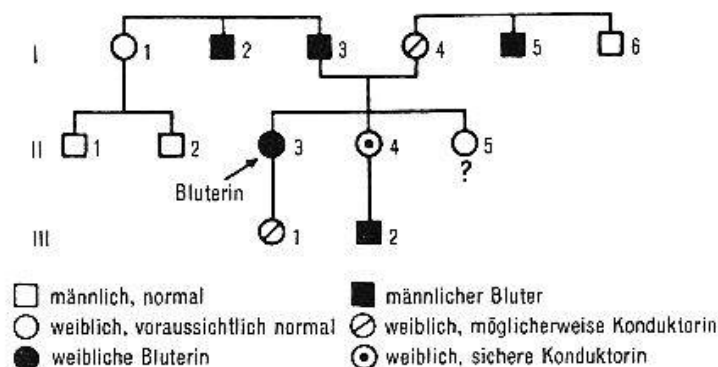 I 1 2 3 4 5 6
II 1 2 3 4 5
?
Bluterin
III 1 2
männlich, normal
männlicher Bluter
weiblich, voraussichtlich normal
weiblich, möglicherweise Konduktorin
weibliche Bluterin
weiblich, sichere Konduktorin